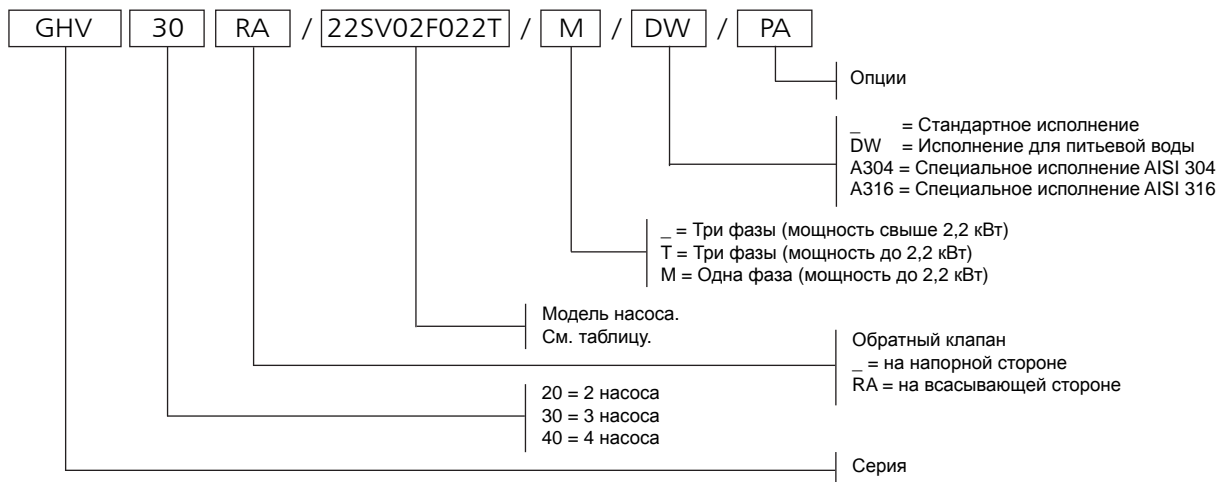 GHV 30 RA / 22SV02F022T / M / DW / PA
Опции
_ = Стандартное исполнение
DW = Исполнение для питьевой воды
A304 = Специальное исполнение AISI 304
A316 = Специальное исполнение AISI 316
_ = Три фазы (мощность свыше 2,2 кВт)
T = Три фазы (мощность до 2,2 кВт)
M = Одна фаза (мощность до 2,2 кВт)
Модель насоса.
См. таблицу.
Обратный клапан
_ = на напорной стороне
RA = на всасывающей стороне
20 = 2 насоса
30 = 3 насоса
40 = 4 насоса
Серия